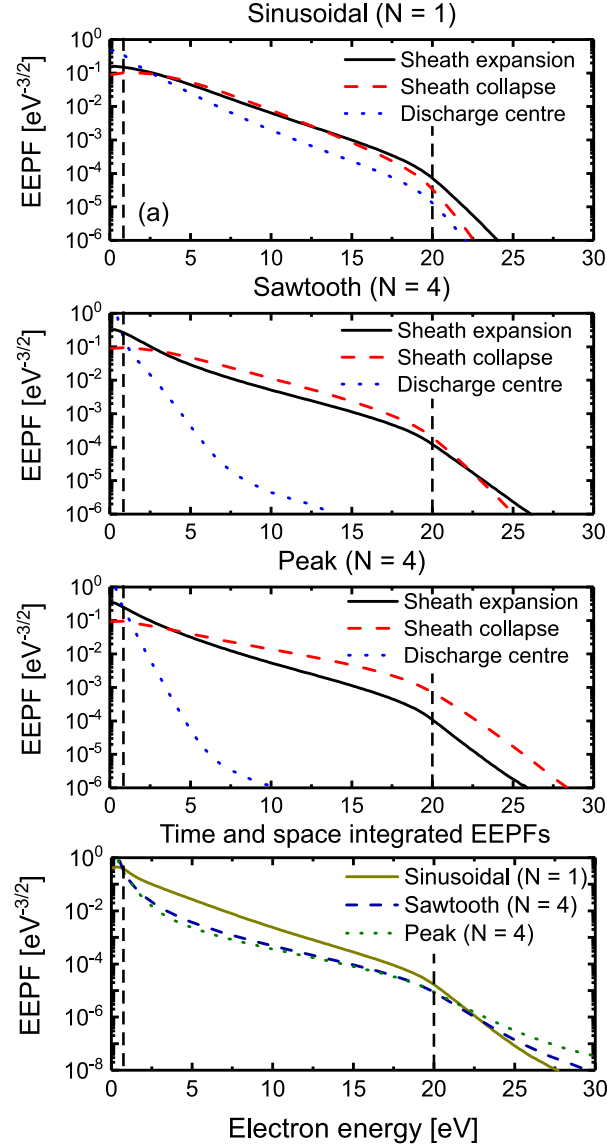 Sinusoidal (N = 1)
EEPF [eV-3/2]
10^0
10^-1
10^-2
10^-3
10^-4
10^-5
10^-6
Sheath expansion
Sheath collapse
Discharge centre
(a)
0 5 10 15 20 25 30
Sawtooth (N = 4)
EEPF [eV-3/2]
10^0
10^-1
10^-2
10^-3
10^-4
10^-5
10^-6
Sheath expansion
Sheath collapse
Discharge centre
0 5 10 15 20 25 30
Peak (N = 4)
EEPF [eV-3/2]
10^0
10^-1
10^-2
10^-3
10^-4
10^-5
10^-6
Sheath expansion
Sheath collapse
Discharge centre
0 5 10 15 20 25 30
Time and space integrated EEPFs
EEPF [eV-3/2]
10^0
10^-2
10^-4
10^-6
10^-8
Sinusoidal (N = 1)
Sawtooth (N = 4)
Peak (N = 4)
0 5 10 15 20 25 30
Electron energy [eV]